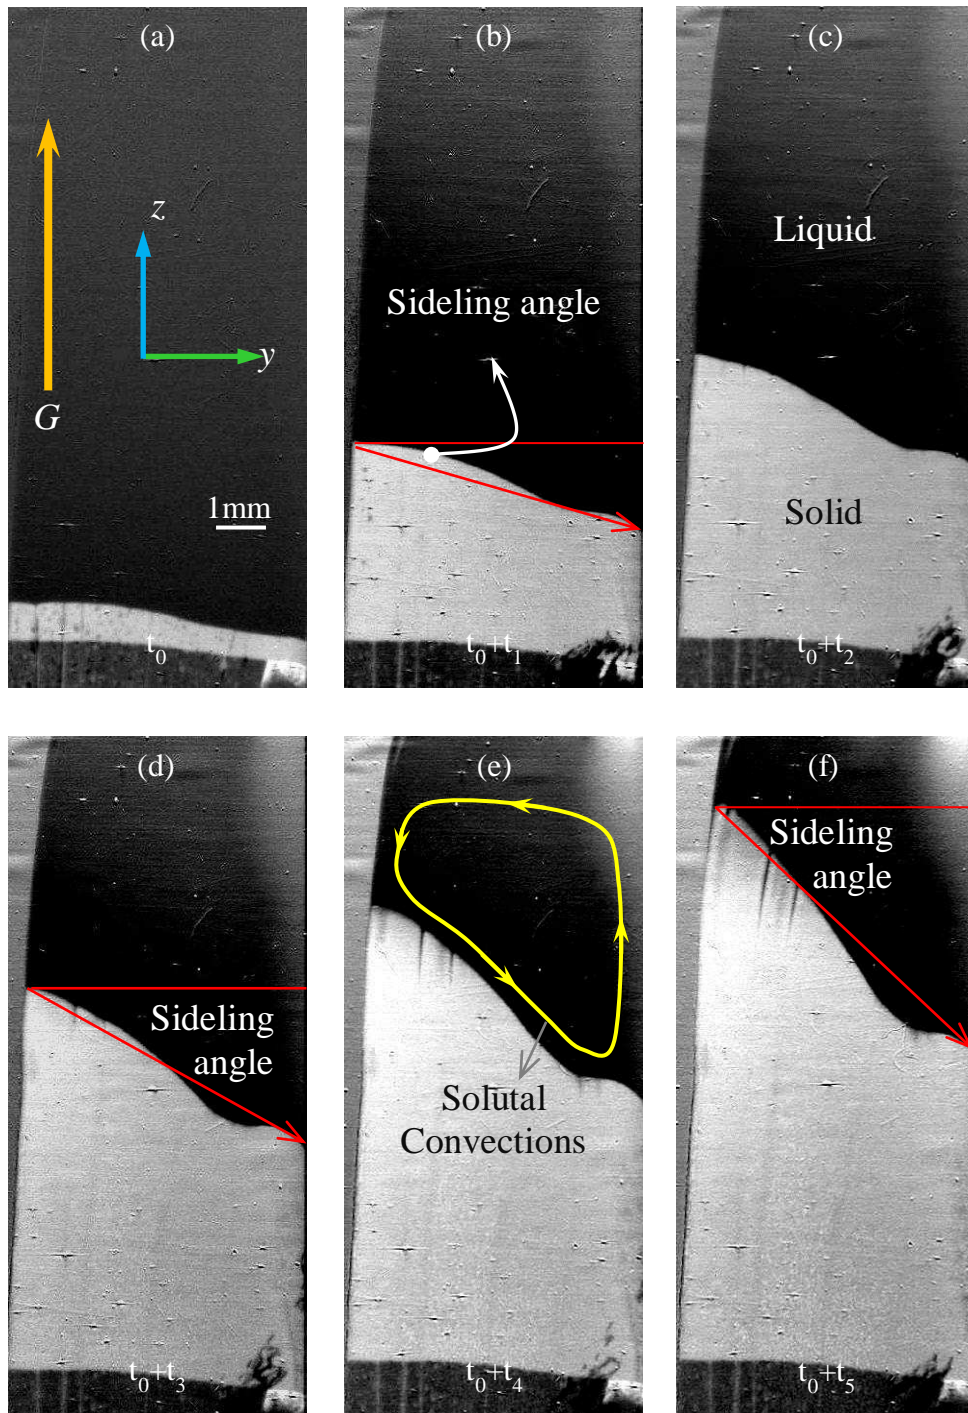 (a)
z
y
G
1mm
t0
(b)
Sideling angle
t0+t1
(c)
Liquid
Solid
t0+t2
(d)
Sideling
angle
t0+t3
(e)
Solutal
Convections
t0+t4
(f)
Sideling
angle
t0+t5